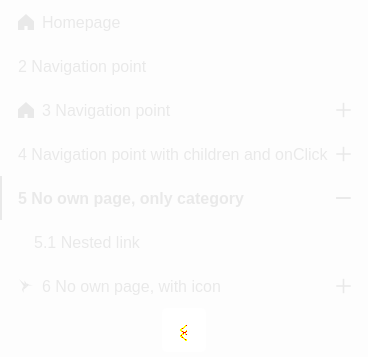 Homepage
2 Navigation point
3 Navigation point
4 Navigation point with children and onClick
5 No own page, only category
5.1 Nested link
6 No own page, with icon